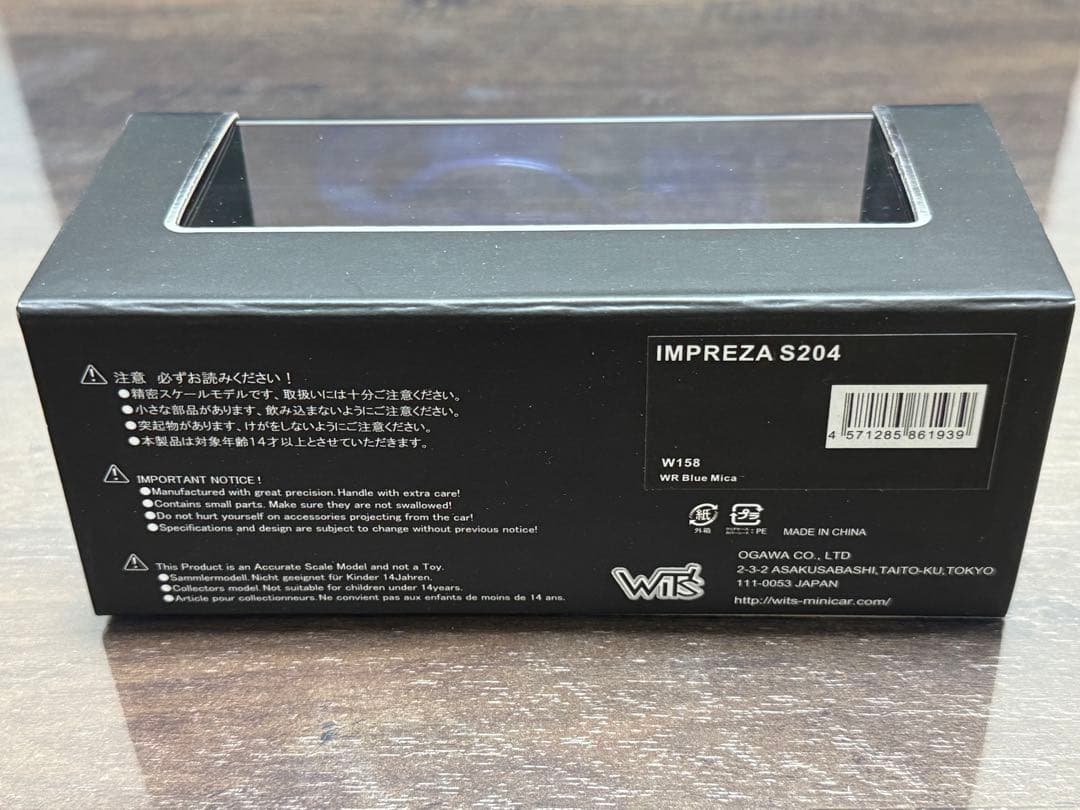 注意 必ずお読みください!
●精密スケールモデルです、取扱いには十分ご注意ください。
●小さな部品があります、飲み込まないようにご注意ください。
●突起物があります、けがをしないようにご注意ください。
●本製品は対象年齢14才以上とさせていただきます。
IMPORTANT NOTICE!
●Manufactured with great precision. Handle with extra care!
●Contains small parts. Make sure they are not swallowed!
●Do not hurt yourself on accessories projecting from the car!
●Specifications and design are subject to change without previous notice!
This Product is an Accurate Scale Model and not a Toy.
●Sammlermodell. Nicht geeignet für Kinder 14Jahren.
●Collectors model. Not suitable for children under 14years.
●Article pour collectionneurs. Ne convient pas aux enfants de moins de 14 ans.
IMPREZA S204
4 571285 861939
W158
WR Blue Mica
紙
外箱
プラ
:PE
MADE IN CHINA
WiTS
OGAWA CO., LTD
2-3-2 ASAKUSABASHI,TAITO-KU,TOKYO
111-0053 JAPAN
http://wits-minicar.com/